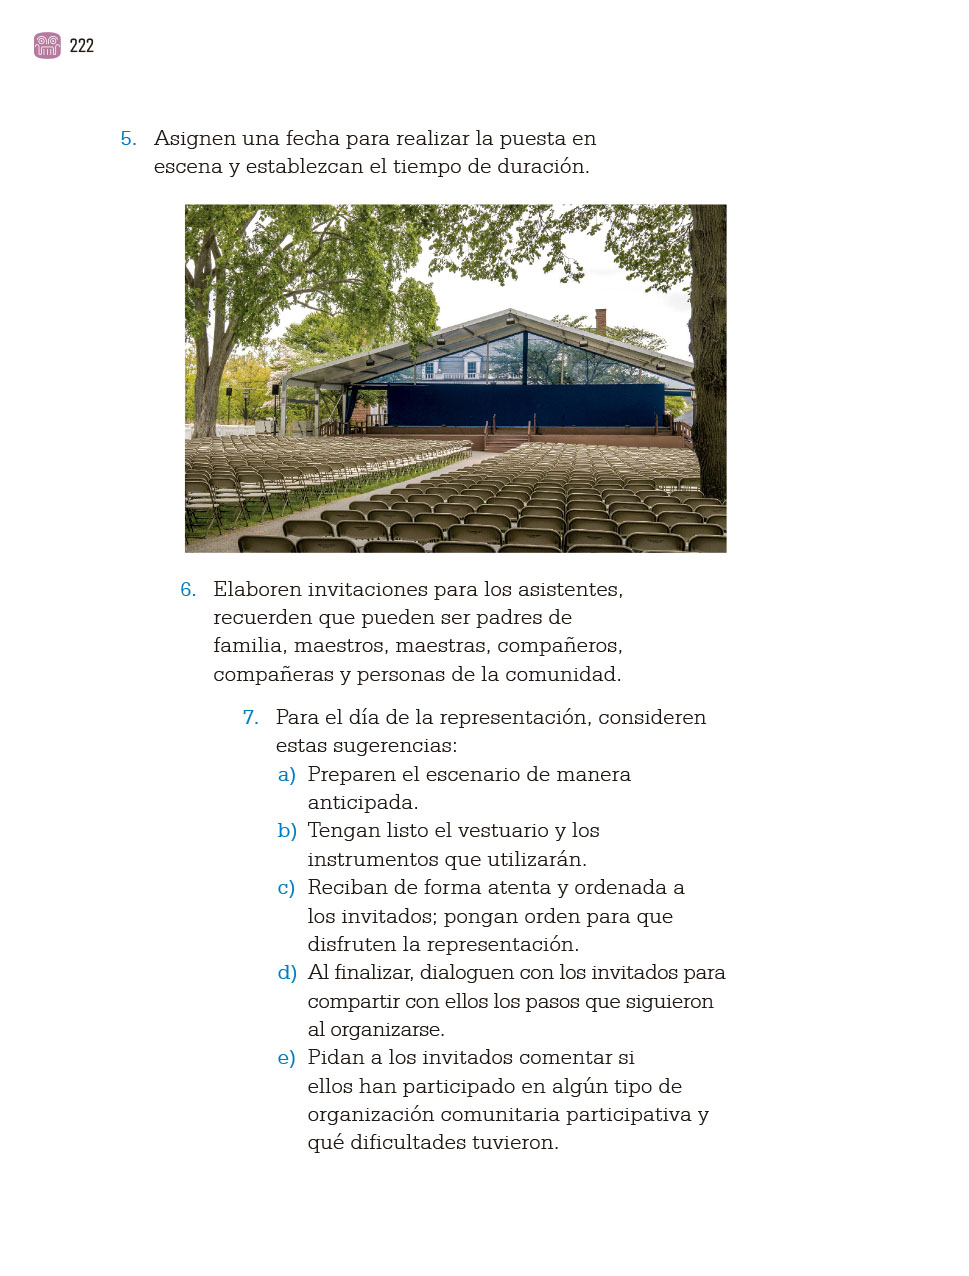 222
5. Asignen una fecha para realizar la puesta en
escena y establezcan el tiempo de duración.
6. Elaboren invitaciones para los asistentes,
recuerden que pueden ser padres de
familia, maestros, maestras, compañeros,
compañeras y personas de la comunidad.
7. Para el día de la representación, consideren
estas sugerencias:
a) Preparen el escenario de manera
anticipada.
b) Tengan listo el vestuario y los
instrumentos que utilizarán.
c) Reciban de forma atenta y ordenada a
los invitados; pongan orden para que
disfruten la representación.
d) Al finalizar, dialoguen con los invitados para
compartir con ellos los pasos que siguieron
al organizarse.
e) Pidan a los invitados comentar si
ellos han participado en algún tipo de
organización comunitaria participativa y
qué dificultades tuvieron.